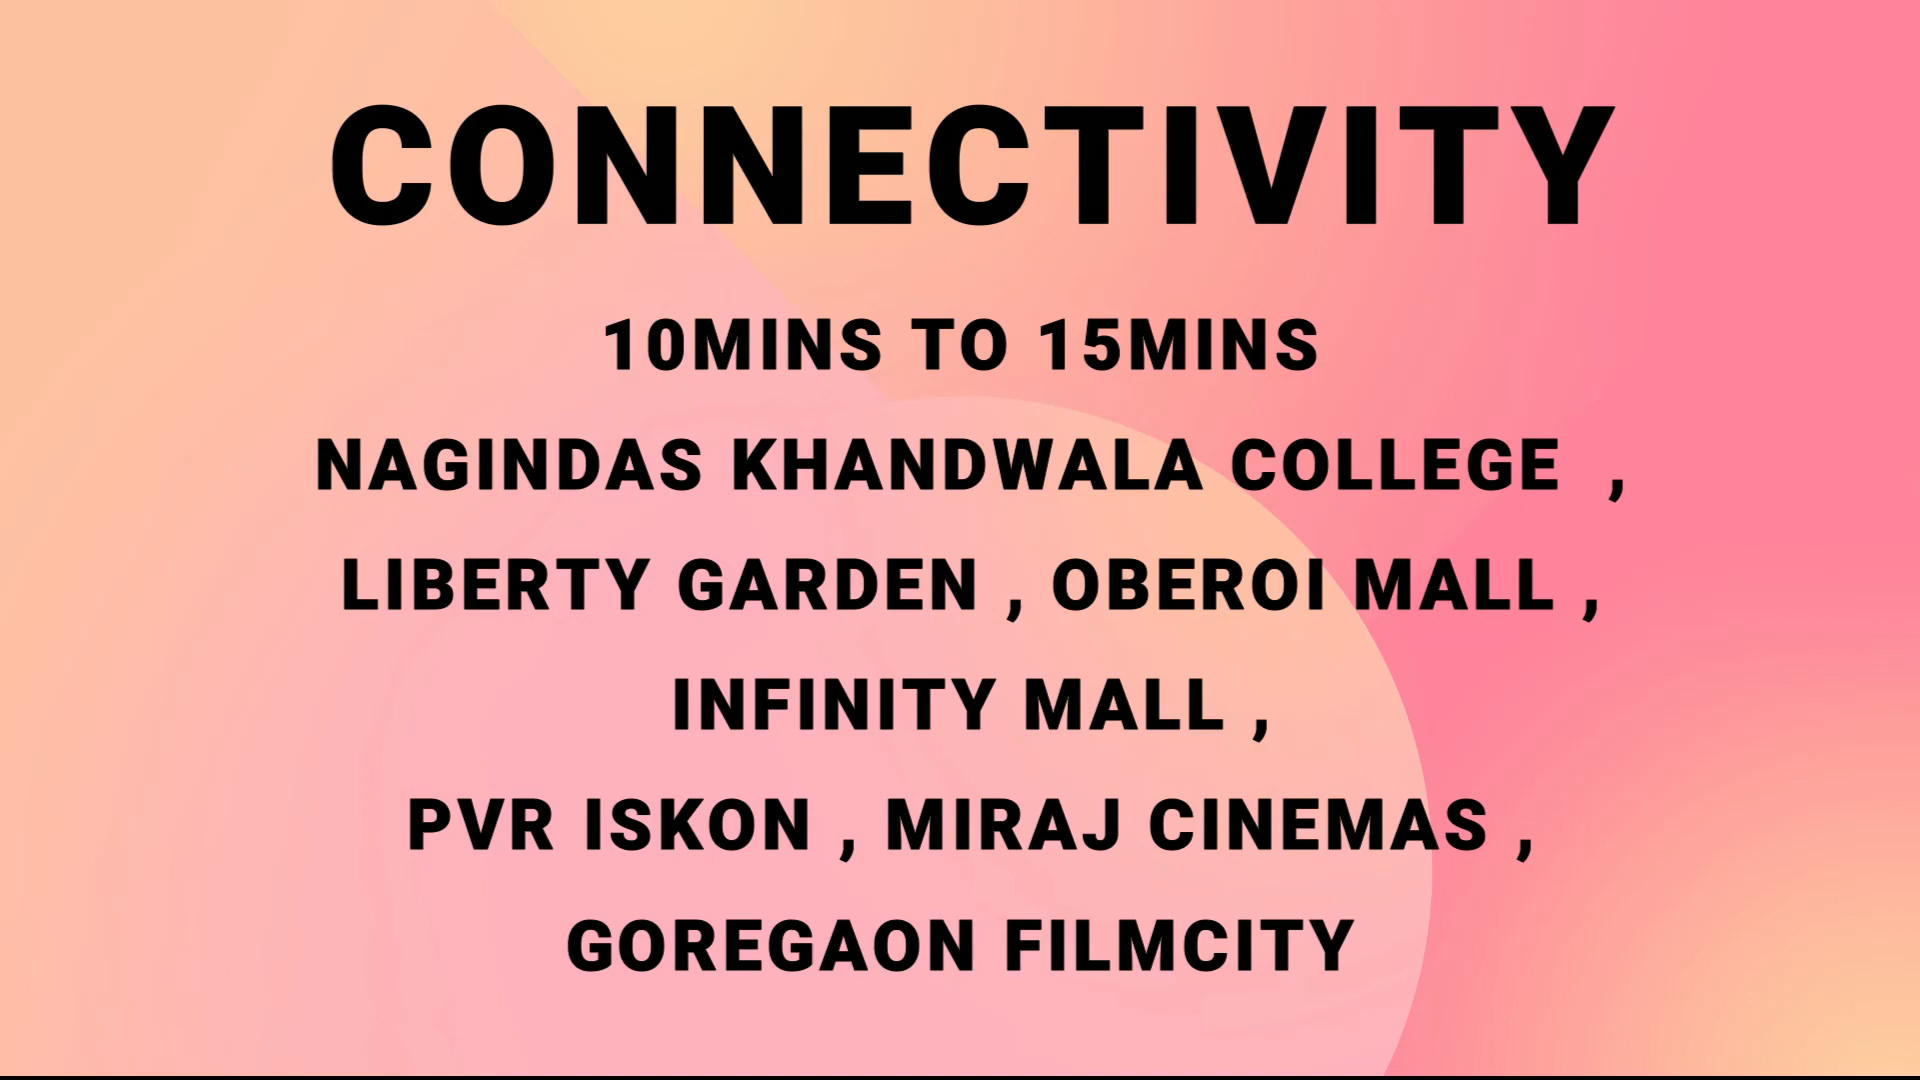 CONNECTIVITY
10MINS TO 15MINS
NAGINDAS KHANDWALA COLLEGE  ,
LIBERTY GARDEN , OBEROI MALL ,
INFINITY MALL ,
PVR ISKON , MIRAJ CINEMAS ,
GOREGAON FILMCITY